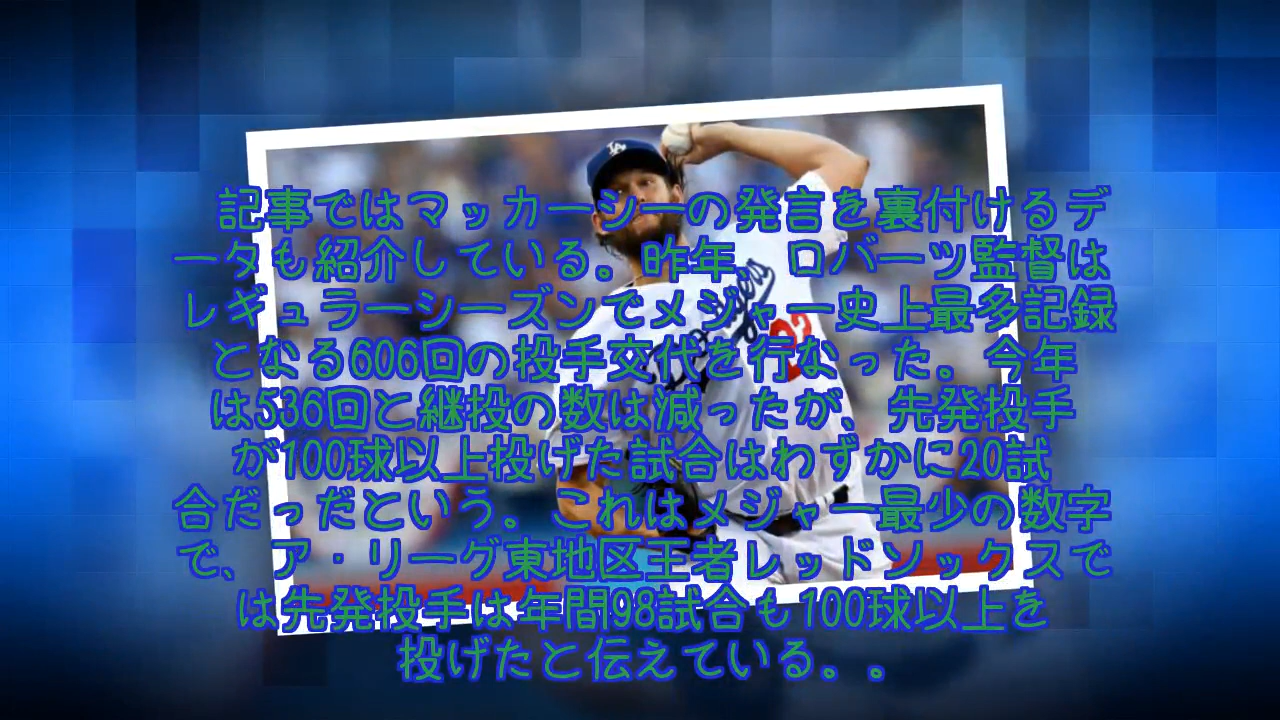 記事ではマッカーシーの発言を裏付けるデ
ータも紹介している。昨年、ロバーツ監督は
レギュラーシーズンでメジャー史上最多記録
となる606回の投手交代を行なった。今年
は536回と継投の数は減ったが、先発投手
が100球以上投げた試合はわずかに20試
合だっだという。これはメジャー最少の数字
で、ア・リーグ東地区王者レッドソックスで
は先発投手は年間98試合も100球以上を
投げたと伝えている。。
LA
Dodgers
22